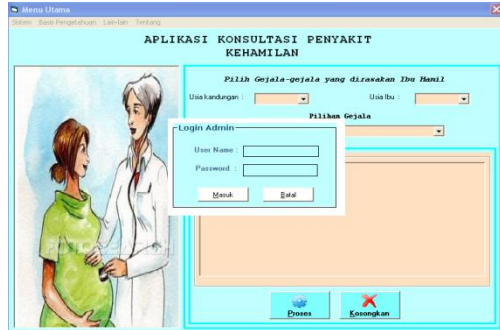 Menu Utama
Sistem Basis Pengetahuan Lain-lain Tentang
APLIKASI KONSULTASI PENYAKIT
KEHAMILAN
Pilih Gejala-gejala yang dirasakan Ibu Hamil
Usia kandungan :
Usia Ibu :
Pilihan Gejala
Login Admin
User Name :
Password :
Masuk
Batal
Proses
Kosongkan